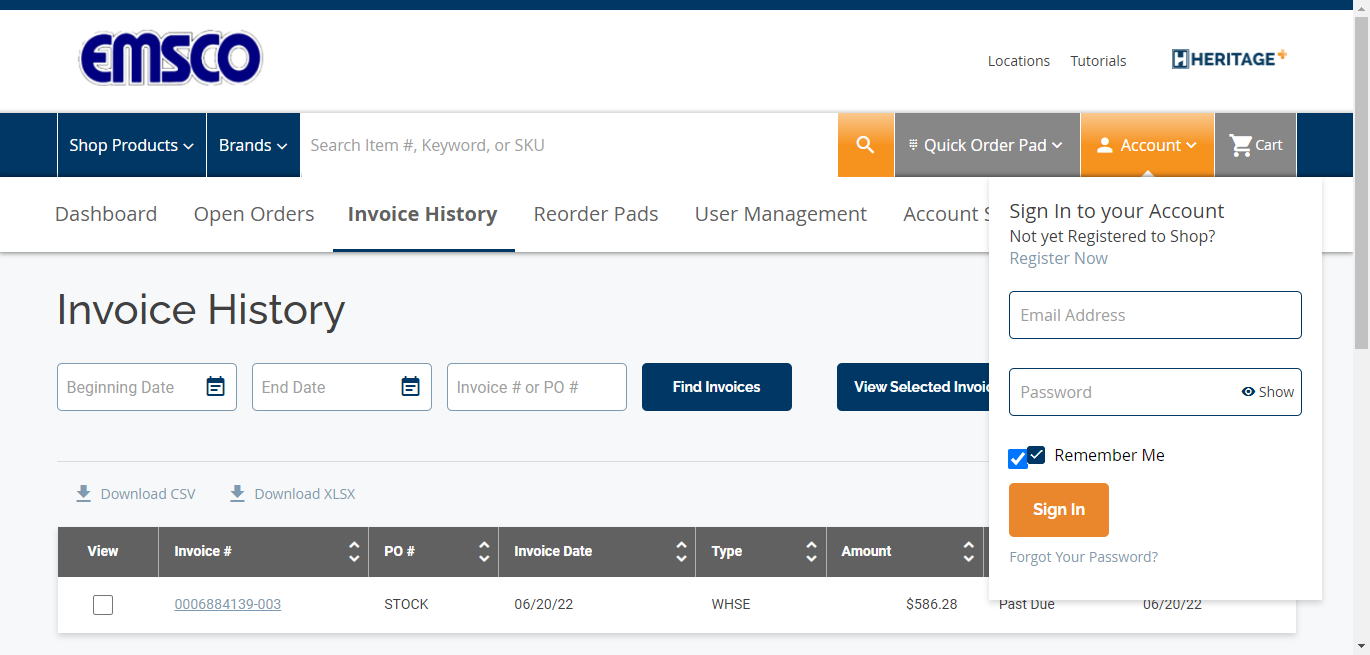 EMSCO
Locations Tutorials HERITAGE+
Shop Products Brands Search Item #, Keyword, or SKU Quick Order Pad Account Cart
Dashboard Open Orders Invoice History Reorder Pads User Management Account S
Sign In to your Account
Not yet Registered to Shop?
Register Now
Email Address
Password Show
Remember Me
Sign In
Forgot Your Password?
Invoice History
Beginning Date End Date Invoice # or PO # Find Invoices View Selected Invoi
Download CSV Download XLSX
View Invoice # PO # Invoice Date Type Amount
0006884139-003 STOCK 06/20/22 WHSE $586.28 Past Due 06/20/22